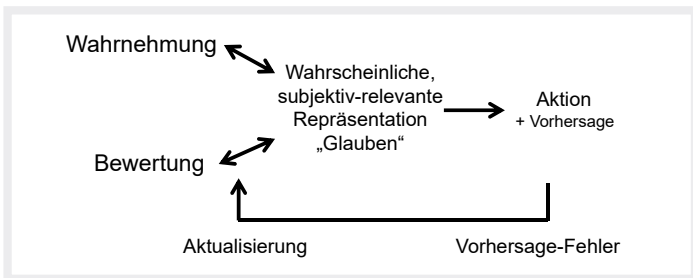 Wahrnehmung
Wahrscheinliche,
subjektiv-relevante
Repräsentation
„Glauben“
Aktion
+ Vorhersage
Bewertung
Aktualisierung
Vorhersage-Fehler